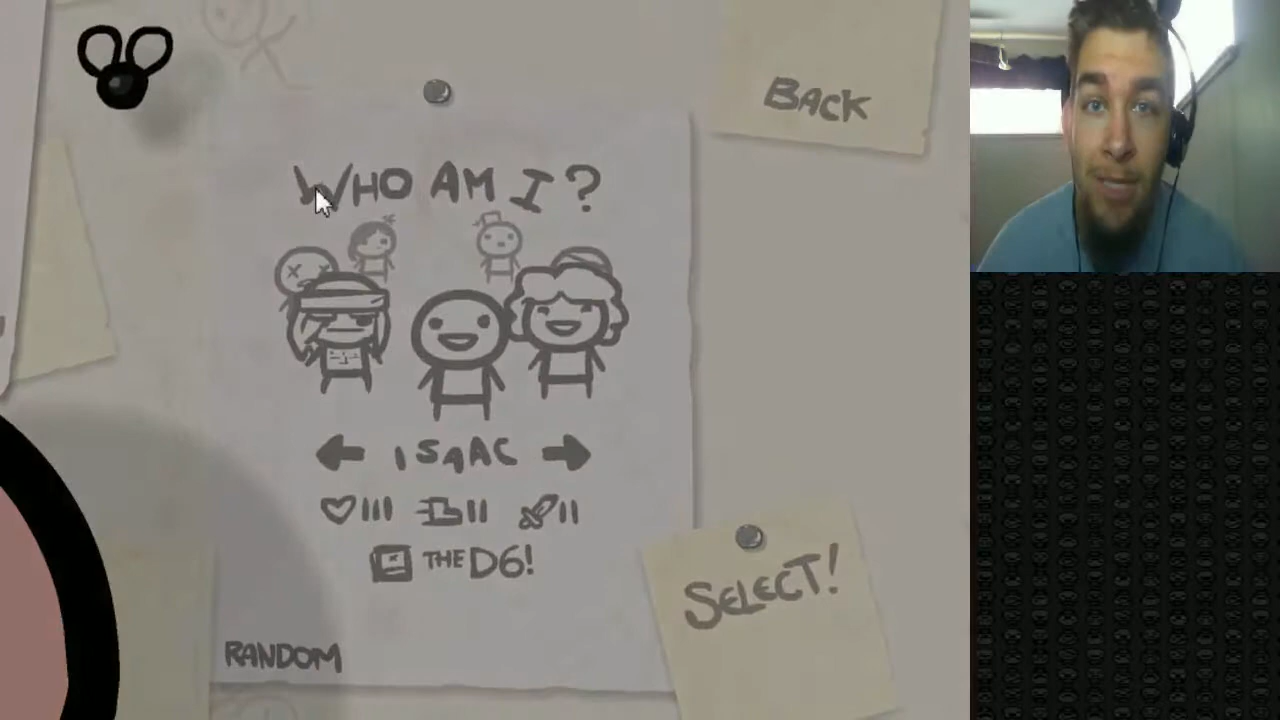 BACK
WHO AM I?
ISAAC
THE D6!
SELECT!
RANDOM